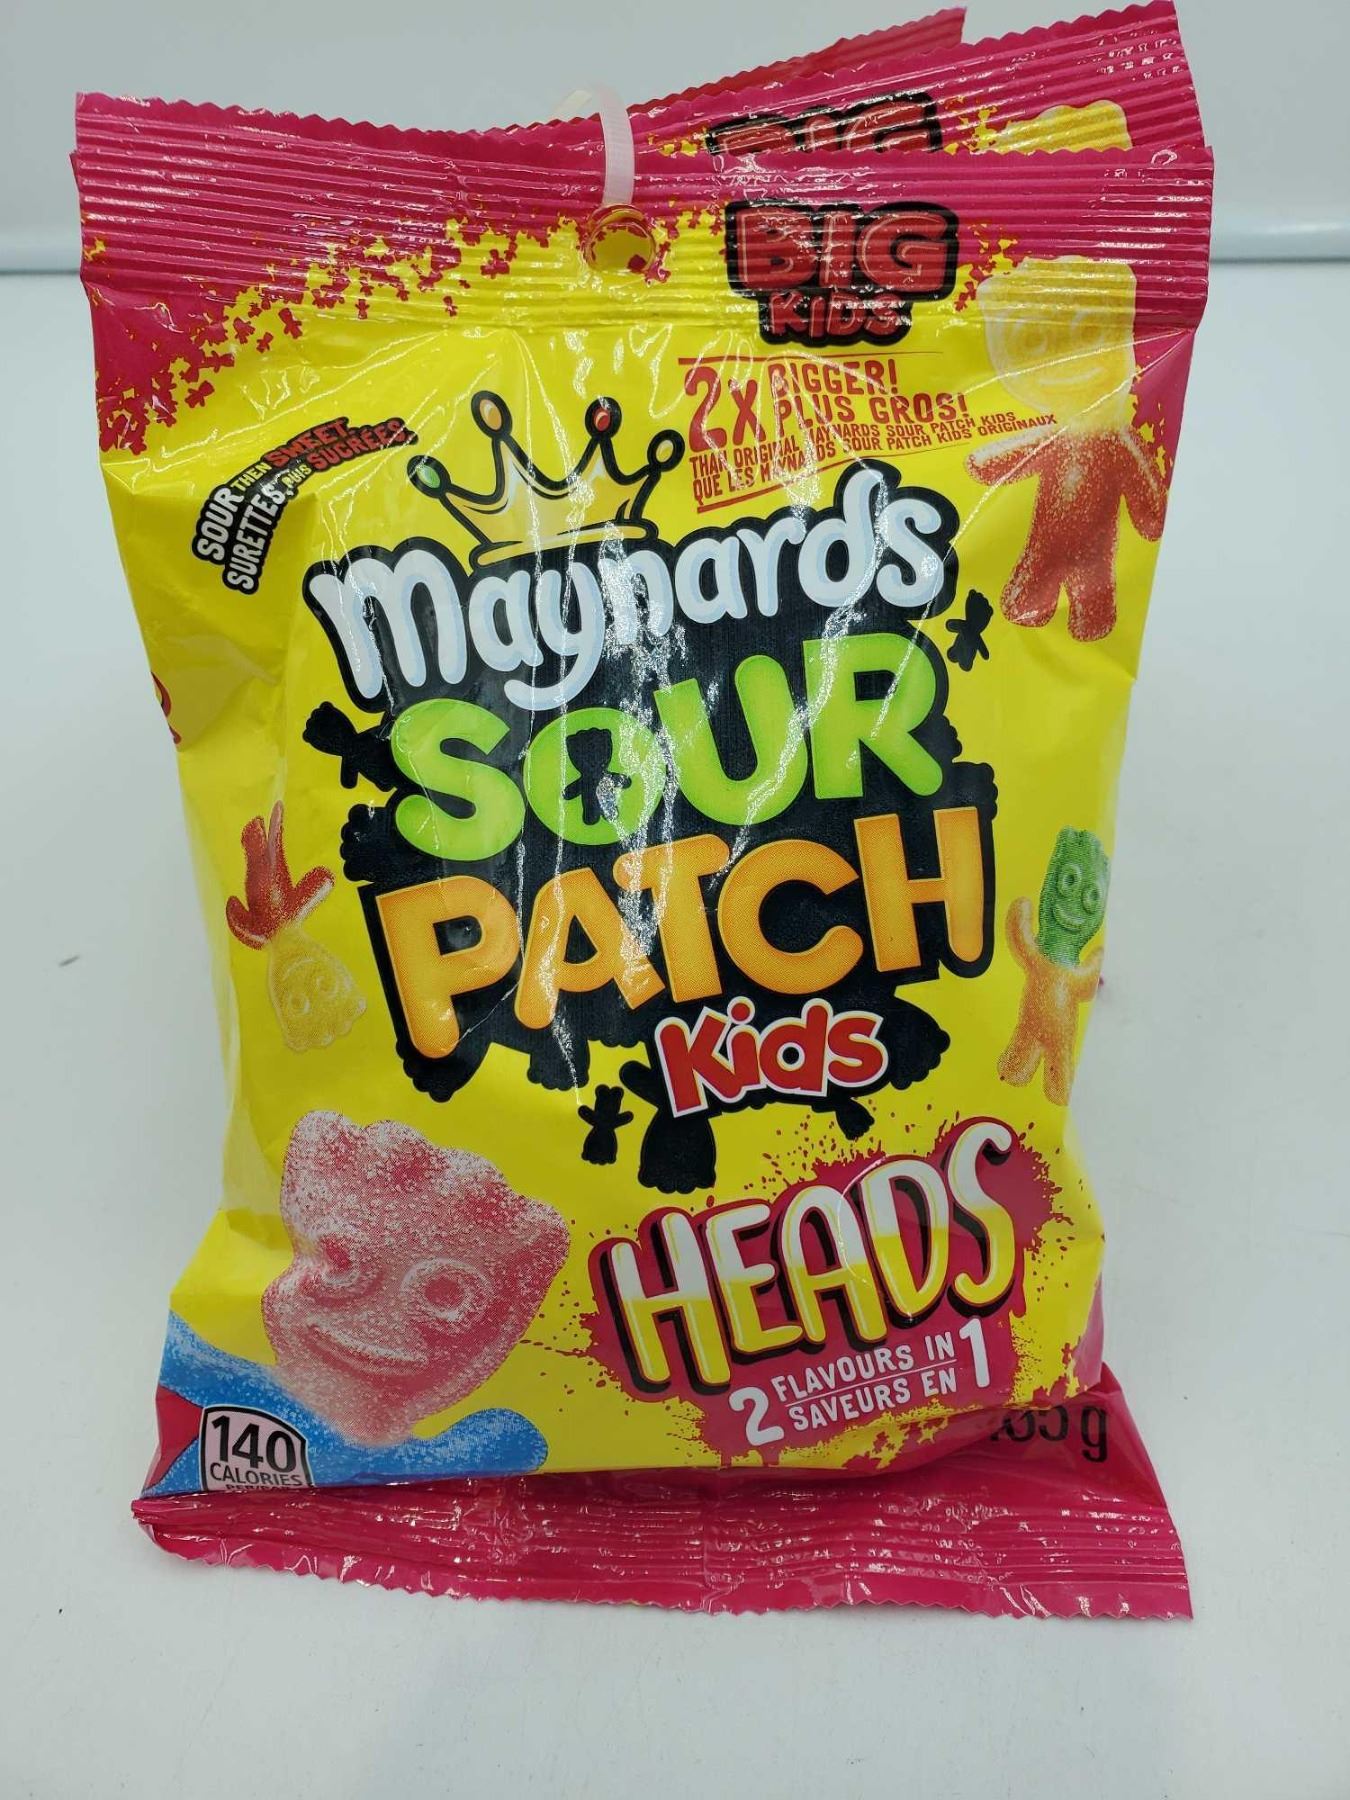 BIG
BIG
KIDS
2X BIGGER!
PLUS GROS!
THAN ORIGINAL MAYNARDS SOUR PATCH KIDS
QUE LES MAYNARDS SOUR PATCH KIDS ORIGINAUX
SOUR THEN SWEET
SURETTES, PUIS SUCRÉES.
Maynards
SOUR
PATCH
Kids
HEADS
2 FLAVOURS IN 1
SAVEURS EN
140
CALORIES
g